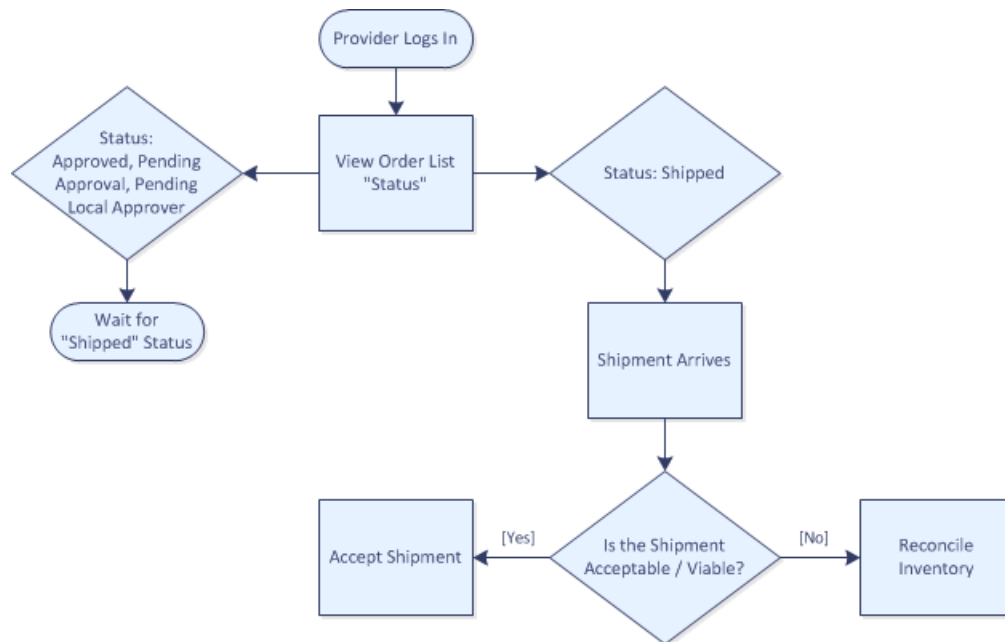 Provider Logs In
Status:
Approved, Pending
Approval, Pending
Local Approver
View Order List
"Status"
Status: Shipped
Wait for
"Shipped" Status
Shipment Arrives
Accept Shipment
[Yes]
Is the Shipment
Acceptable / Viable?
[No]
Reconcile
Inventory